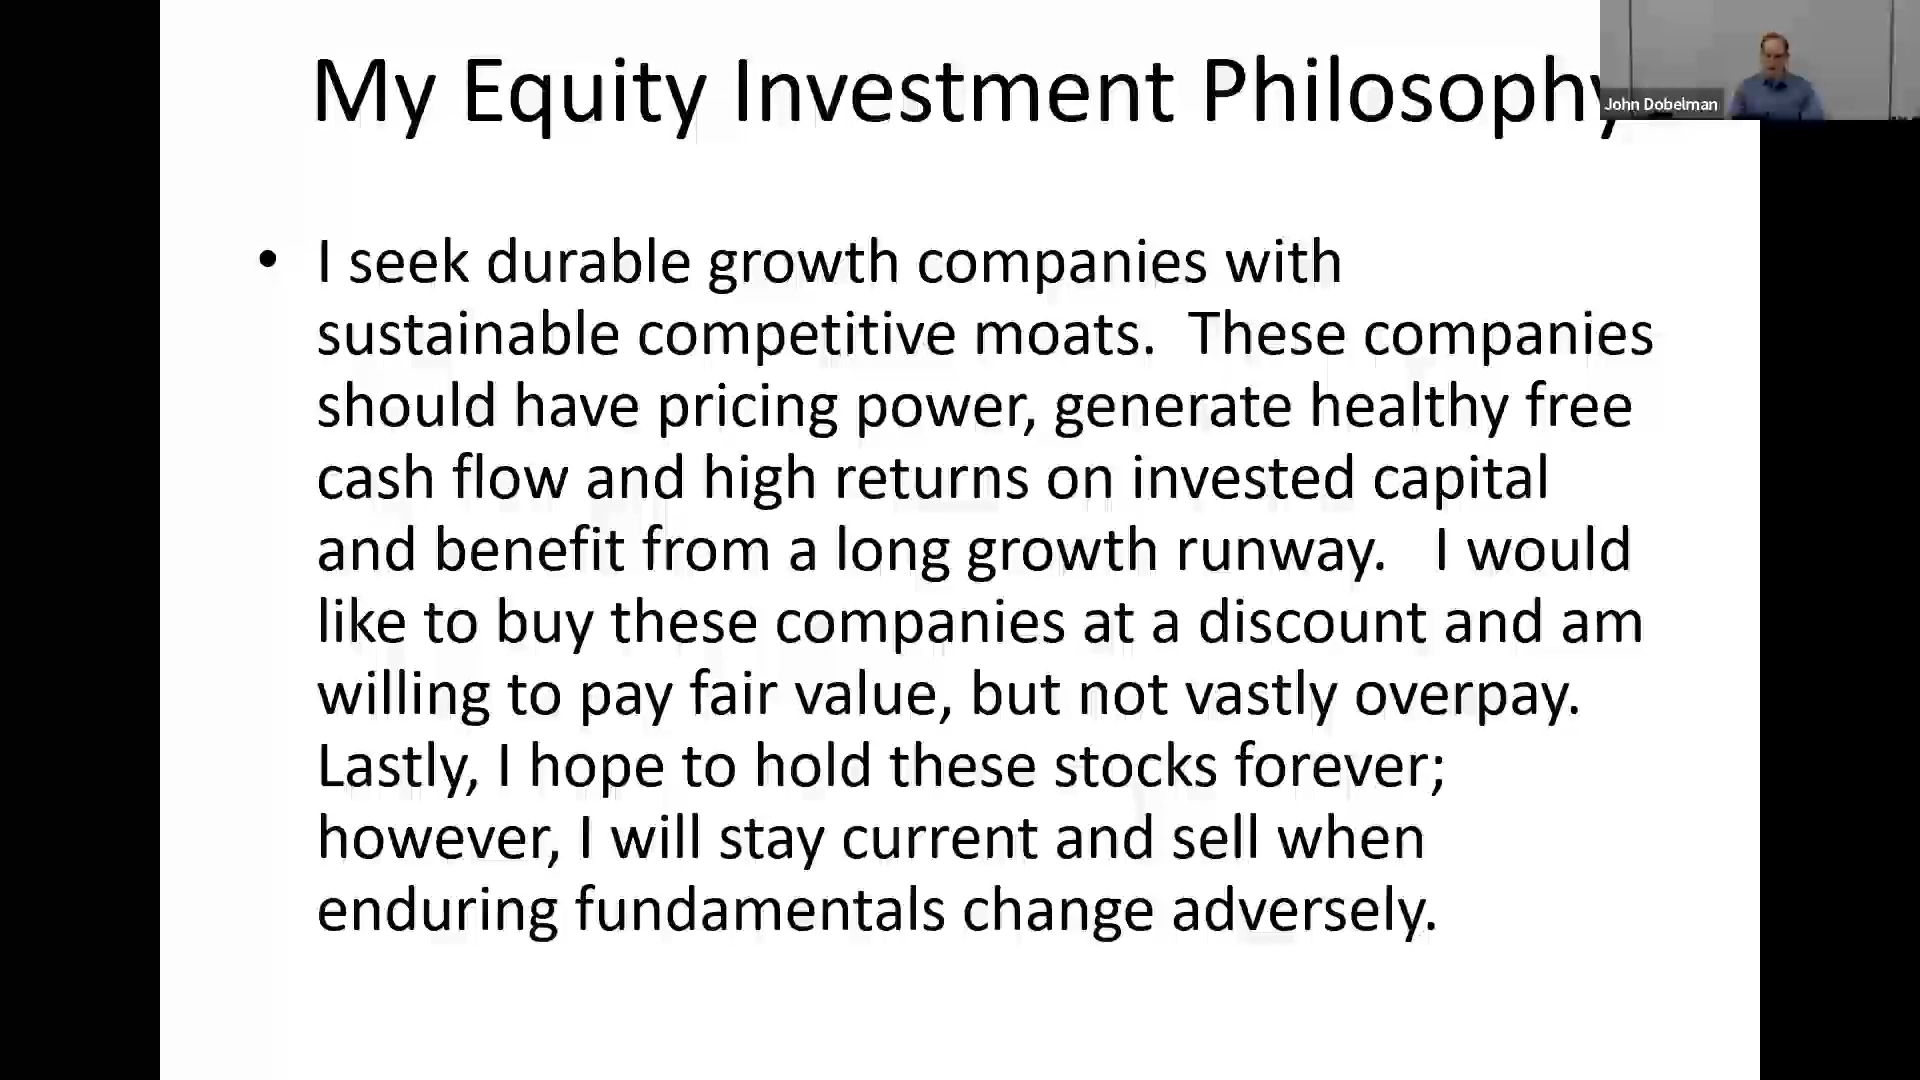 My Equity Investment Philosophy
John Dobelman
• I seek durable growth companies with
sustainable competitive moats.  These companies
should have pricing power, generate healthy free
cash flow and high returns on invested capital
and benefit from a long growth runway.   I would
like to buy these companies at a discount and am
willing to pay fair value, but not vastly overpay.
Lastly, I hope to hold these stocks forever;
however, I will stay current and sell when
enduring fundamentals change adversely.